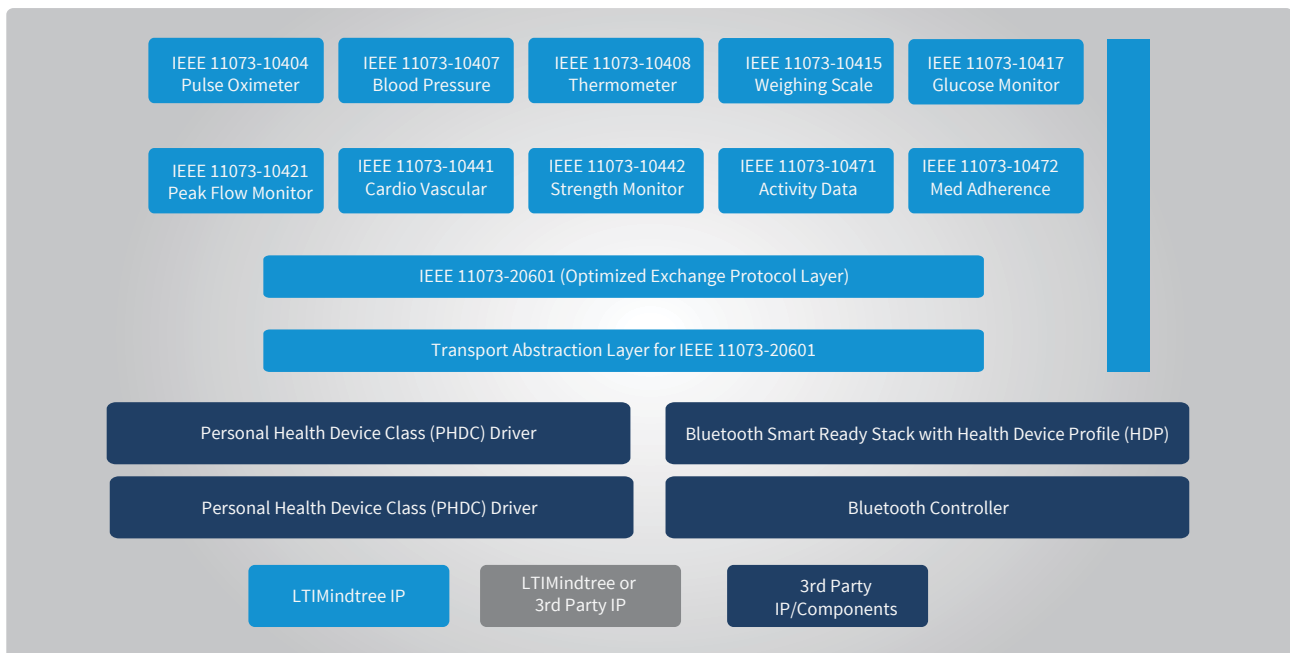 IEEE 11073-10404
Pulse Oximeter
IEEE 11073-10407
Blood Pressure
IEEE 11073-10408
Thermometer
IEEE 11073-10415
Weighing Scale
IEEE 11073-10417
Glucose Monitor
IEEE 11073-10421
Peak Flow Monitor
IEEE 11073-10441
Cardio Vascular
IEEE 11073-10442
Strength Monitor
IEEE 11073-10471
Activity Data
IEEE 11073-10472
Med Adherence
IEEE 11073-20601 (Optimized Exchange Protocol Layer)
Transport Abstraction Layer for IEEE 11073-20601
Personal Health Device Class (PHDC) Driver
Bluetooth Smart Ready Stack with Health Device Profile (HDP)
Personal Health Device Class (PHDC) Driver
Bluetooth Controller
LTIMindtree IP
LTIMindtree or
3rd Party IP
3rd Party
IP/Components